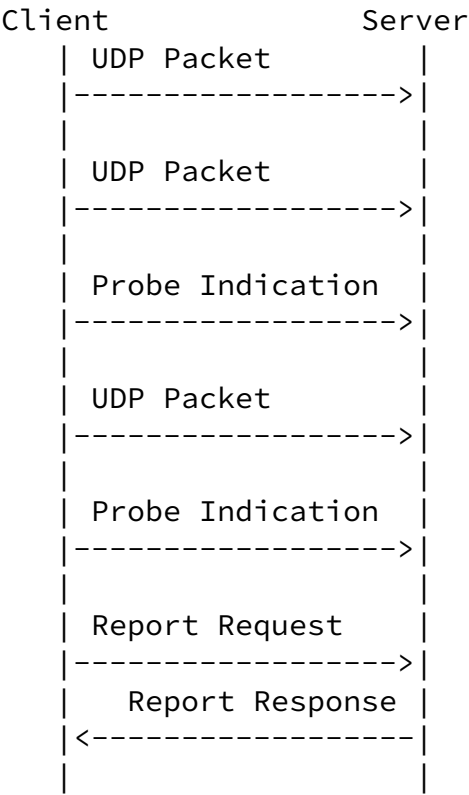 Client Server
UDP Packet
UDP Packet
Probe Indication
UDP Packet
Probe Indication
Report Request
Report Response